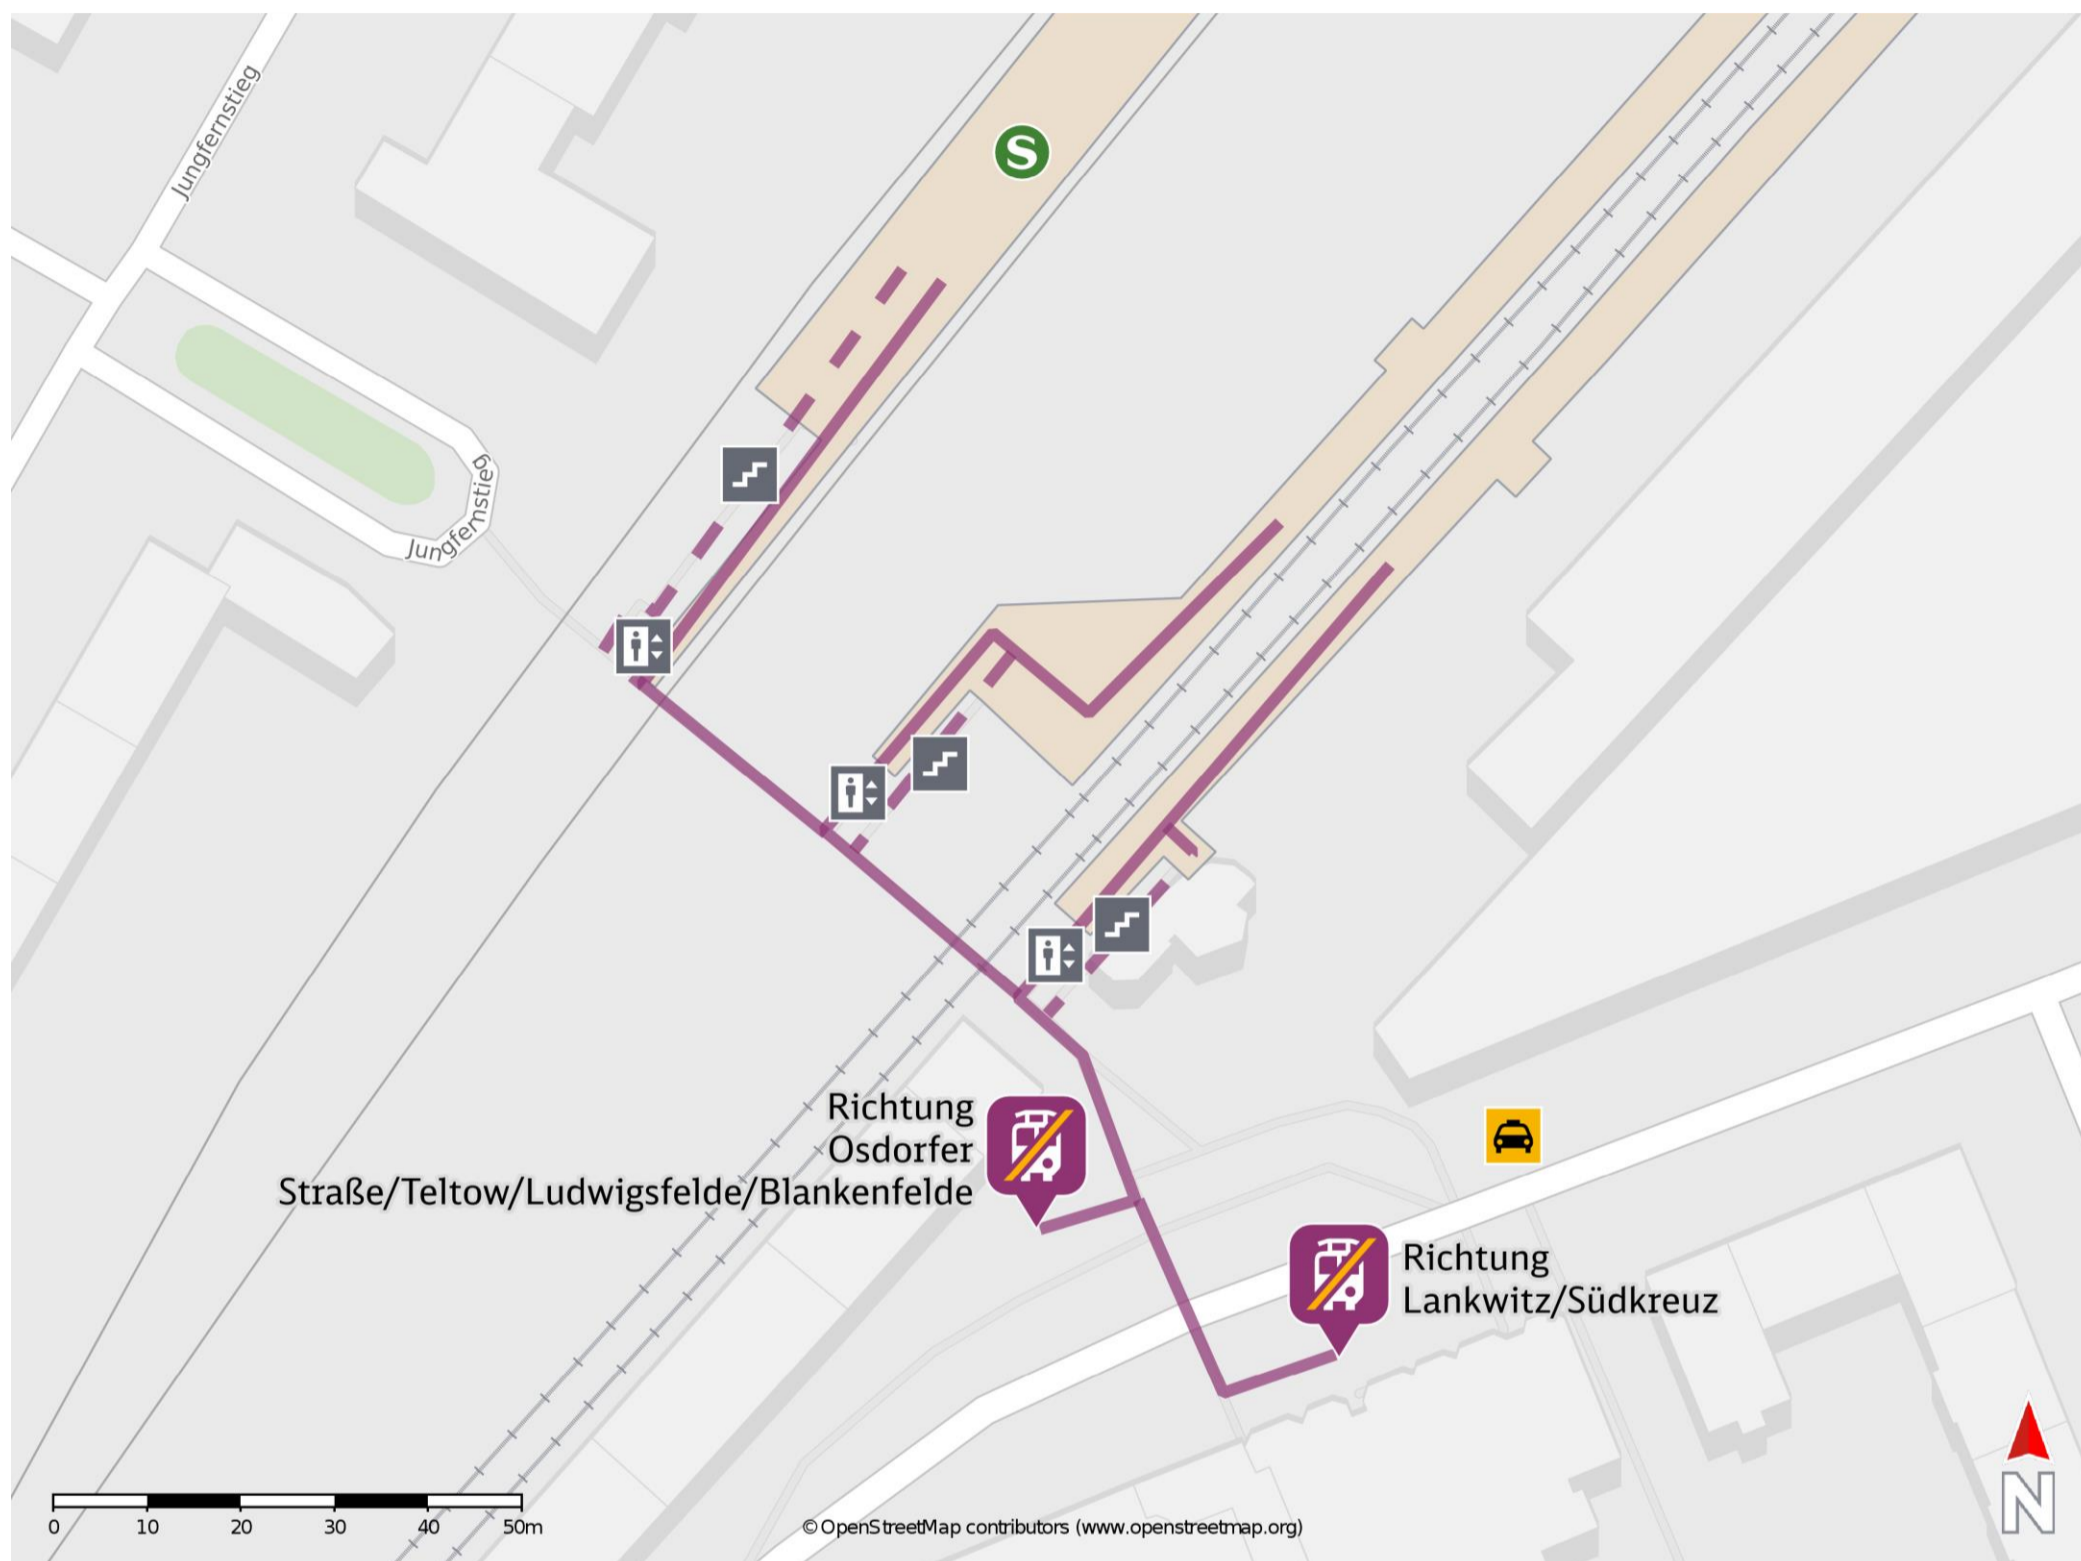 Jungfernstieg
S
Jungfernstieg
Richtung
Osdorfer
Straße/Teltow/Ludwigsfelde/Blankenfelde
Richtung
Lankwitz/Südkreuz
0 10 20 30 40 50m
© OpenStreetMap contributors (www.openstreetmap.org)
N